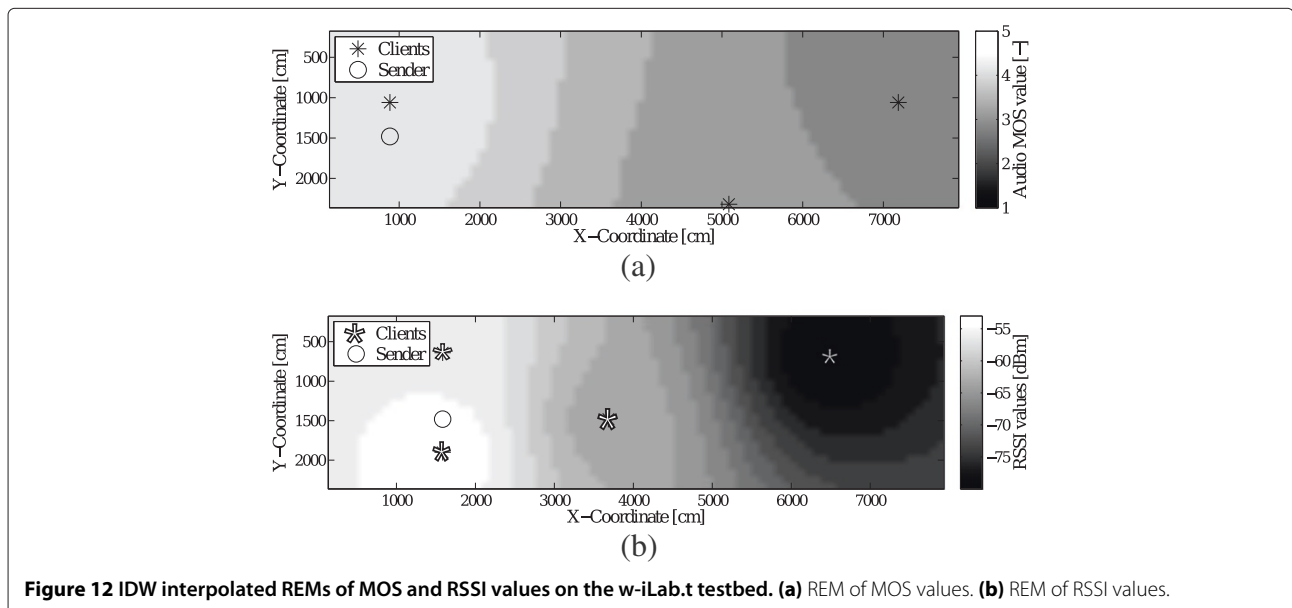 Clients
Sender
500
1000
1500
2000
Y−Coordinate [cm]
1000 2000 3000 4000 5000 6000 7000
X−Coordinate [cm]
5
4
3
2
1
Audio MOS value [−]
(a)
Clients
Sender
500
1000
1500
2000
Y−Coordinate [cm]
1000 2000 3000 4000 5000 6000 7000
X−Coordinate [cm]
−55
−60
−65
−70
−75
RSSI values [dBm]
(b)
Figure 12 IDW interpolated REMs of MOS and RSSI values on the w-iLab.t testbed. (a) REM of MOS values. (b) REM of RSSI values.